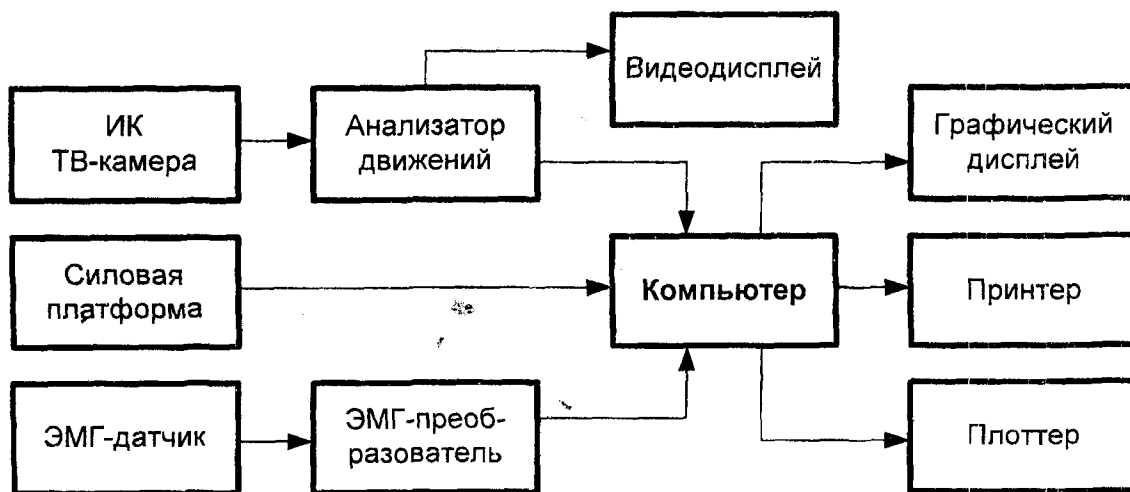 Видеодисплей
ИК
ТВ-камера
Анализатор
движений
Графический
дисплей
Силовая
платформа
Компьютер
Принтер
ЭМГ-датчик
ЭМГ-преоб-
разователь
Плоттер